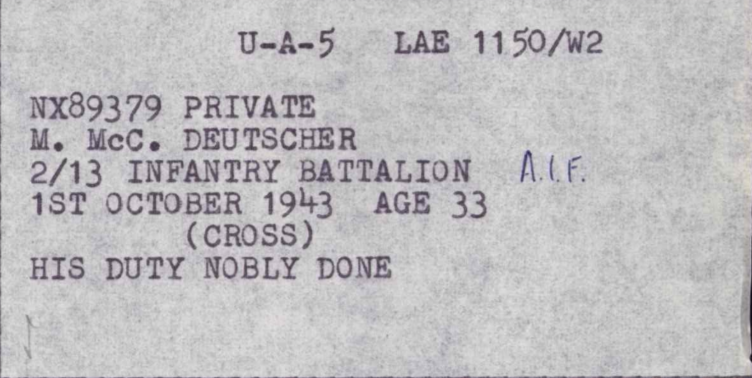 U-A-5 LAE 1150/W2
NX89379 PRIVATE
M. McC. DEUTSCHER
2/13 INFANTRY BATTALION A.I.F.
1ST OCTOBER 1943 AGE 33
(CROSS)
HIS DUTY NOBLY DONE